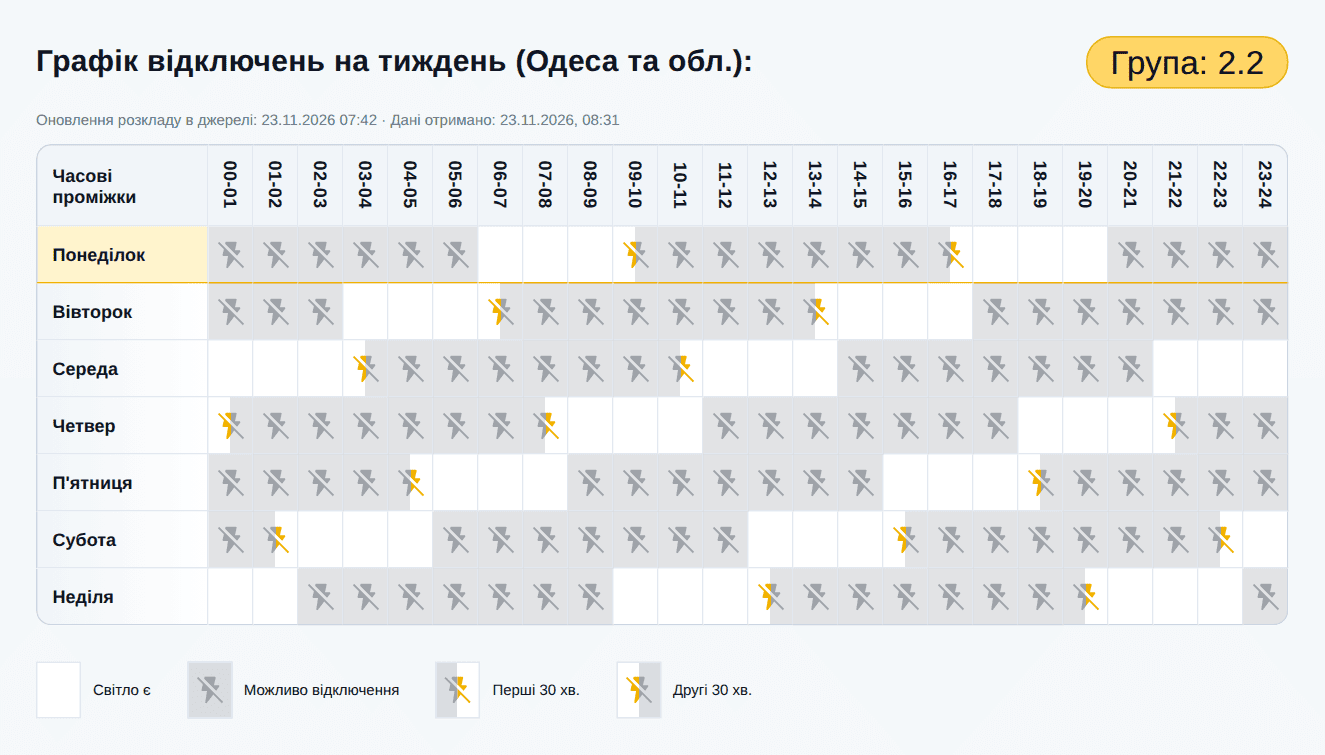 Графік відключень на тиждень (Одеса та обл.):
Група: 2.2
Оновлення розкладу в джерелі: 23.11.2026 07:42 · Дані отримано: 23.11.2026, 08:31
Часові
проміжки
00-01 01-02 02-03 03-04 04-05 05-06 06-07 07-08 08-09 09-10 10-11 11-12 12-13 13-14 14-15 15-16 16-17 17-18 18-19 19-20 20-21 21-22 22-23 23-24
Понеділок
Вівторок
Середа
Четвер
П'ятниця
Субота
Неділя
Світло є
Можливо відключення
Перші 30 хв.
Другі 30 хв.